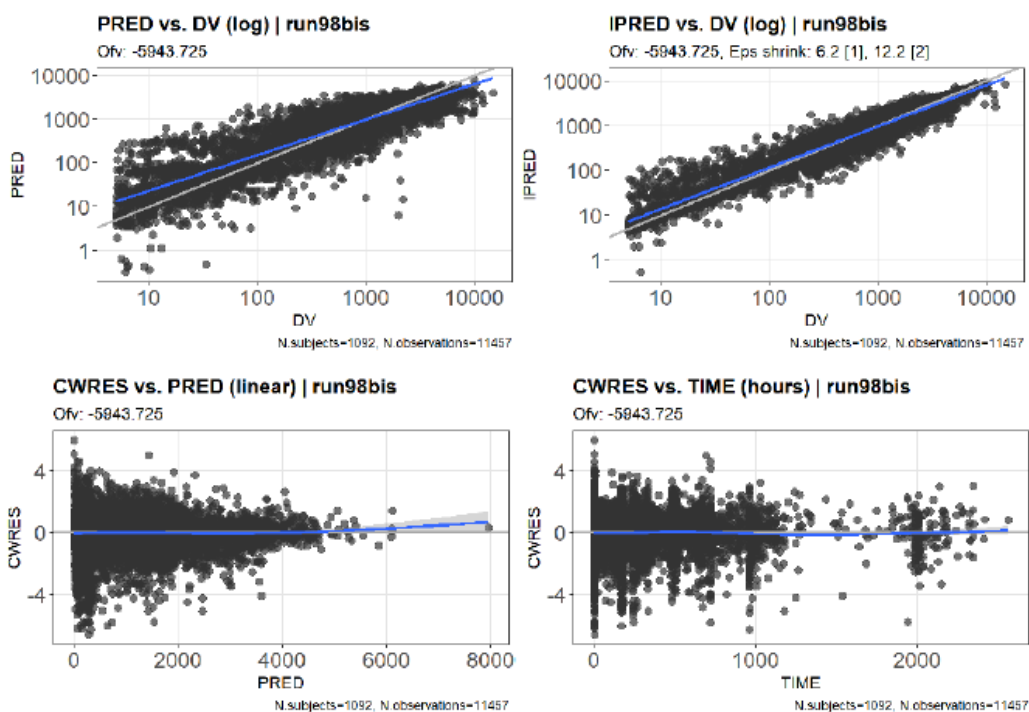 PRED vs. DV (log) | run98bis
Ofv: -5943.725
10000
1000
100
10
1
PRED
10 100 1000 10000
DV
N.subjects=1092, N.observations=11457
IPRED vs. DV (log) | run98bis
Ofv: -5943.725, Eps shrink: 6.2 [1], 12.2 [2]
10000
1000
100
10
1
IPRED
10 100 1000 10000
DV
N.subjects=1092, N.observations=11457
CWRES vs. PRED (linear) | run98bis
Ofv: -5943.725
4
0
-4
CWRES
0 2000 4000 6000 8000
PRED
N.subjects=1092, N.observations=11457
CWRES vs. TIME (hours) | run98bis
Ofv: -5943.725
4
0
-4
CWRES
0 1000 2000
TIME
N.subjects=1092, N.observations=11457